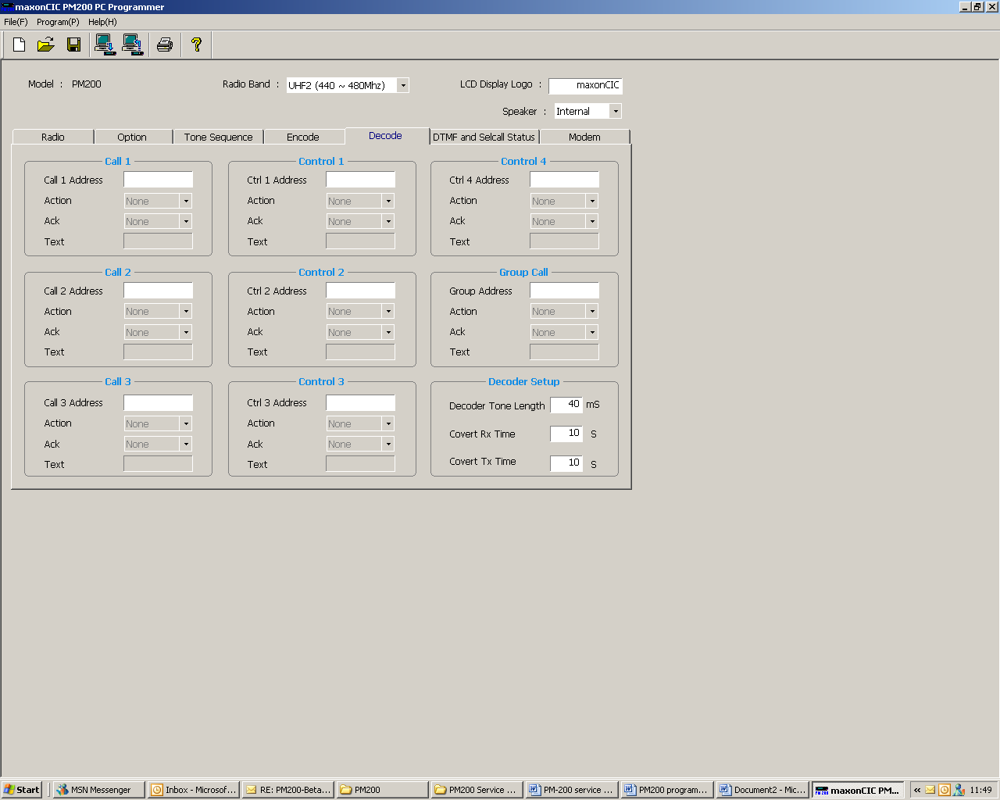 maxonCIC PM200 PC Programmer
File(F) Program(P) Help(H)
Model : PM200 Radio Band : UHF2 (440 ~ 480Mhz) LCD Display Logo : maxonCIC
Speaker : Internal
Radio Option Tone Sequence Encode Decode DTMF and Selcall Status Modem
Call 1 Control 1 Control 4
Call 1 Address Ctrl 1 Address Ctrl 4 Address
Action None Action None Action None
Ack None Ack None Ack None
Text Text Text
Call 2 Control 2 Group Call
Call 2 Address Ctrl 2 Address Group Address
Action None Action None Action None
Ack None Ack None Ack None
Text Text Text
Call 3 Control 3 Decoder Setup
Call 3 Address Ctrl 3 Address Decoder Tone Length 40 mS
Action None Action None Covert Rx Time 10 S
Ack None Ack None Covert Tx Time 10 S
Text Text
Start MSN Messenger Inbox - Microsof... RE: PM200-Beta... PM200 PM200 Service ... PM-200 service ... PM200 program... Document2 - Mic... maxonCIC PM... « 11:49